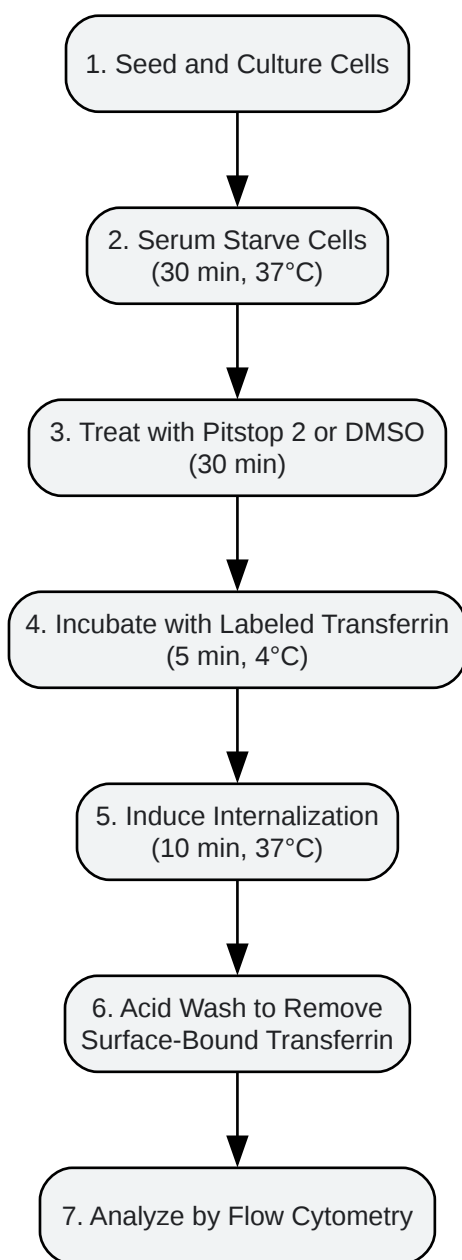 1. Seed and Culture Cells
2. Serum Starve Cells
(30 min, 37°C)
3. Treat with Pitstop 2 or DMSO
(30 min)
4. Incubate with Labeled Transferrin
(5 min, 4°C)
5. Induce Internalization
(10 min, 37°C)
6. Acid Wash to Remove
Surface-Bound Transferrin
7. Analyze by Flow Cytometry